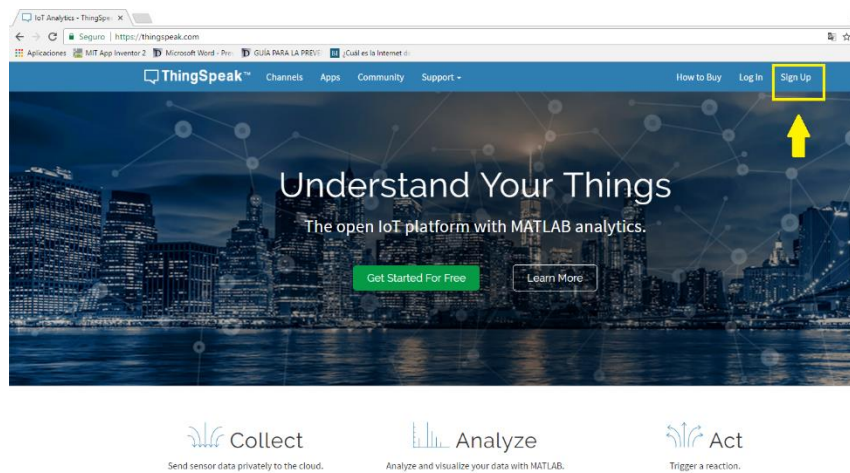 IoT Analytics - ThingSpe
Seguro | https://thingspeak.com
Aplicaciones MIT App Inventor 2 Microsoft Word - Pre GUÍA PARA LA PREVE ¿Cuál es la Internet d
ThingSpeak™ Channels Apps Community Support How to Buy Log In Sign Up
Understand Your Things
The open IoT platform with MATLAB analytics.
Get Started For Free Learn More
Collect Analyze Act
Send sensor data privately to the cloud. Analyze and visualize your data with MATLAB. Trigger a reaction.